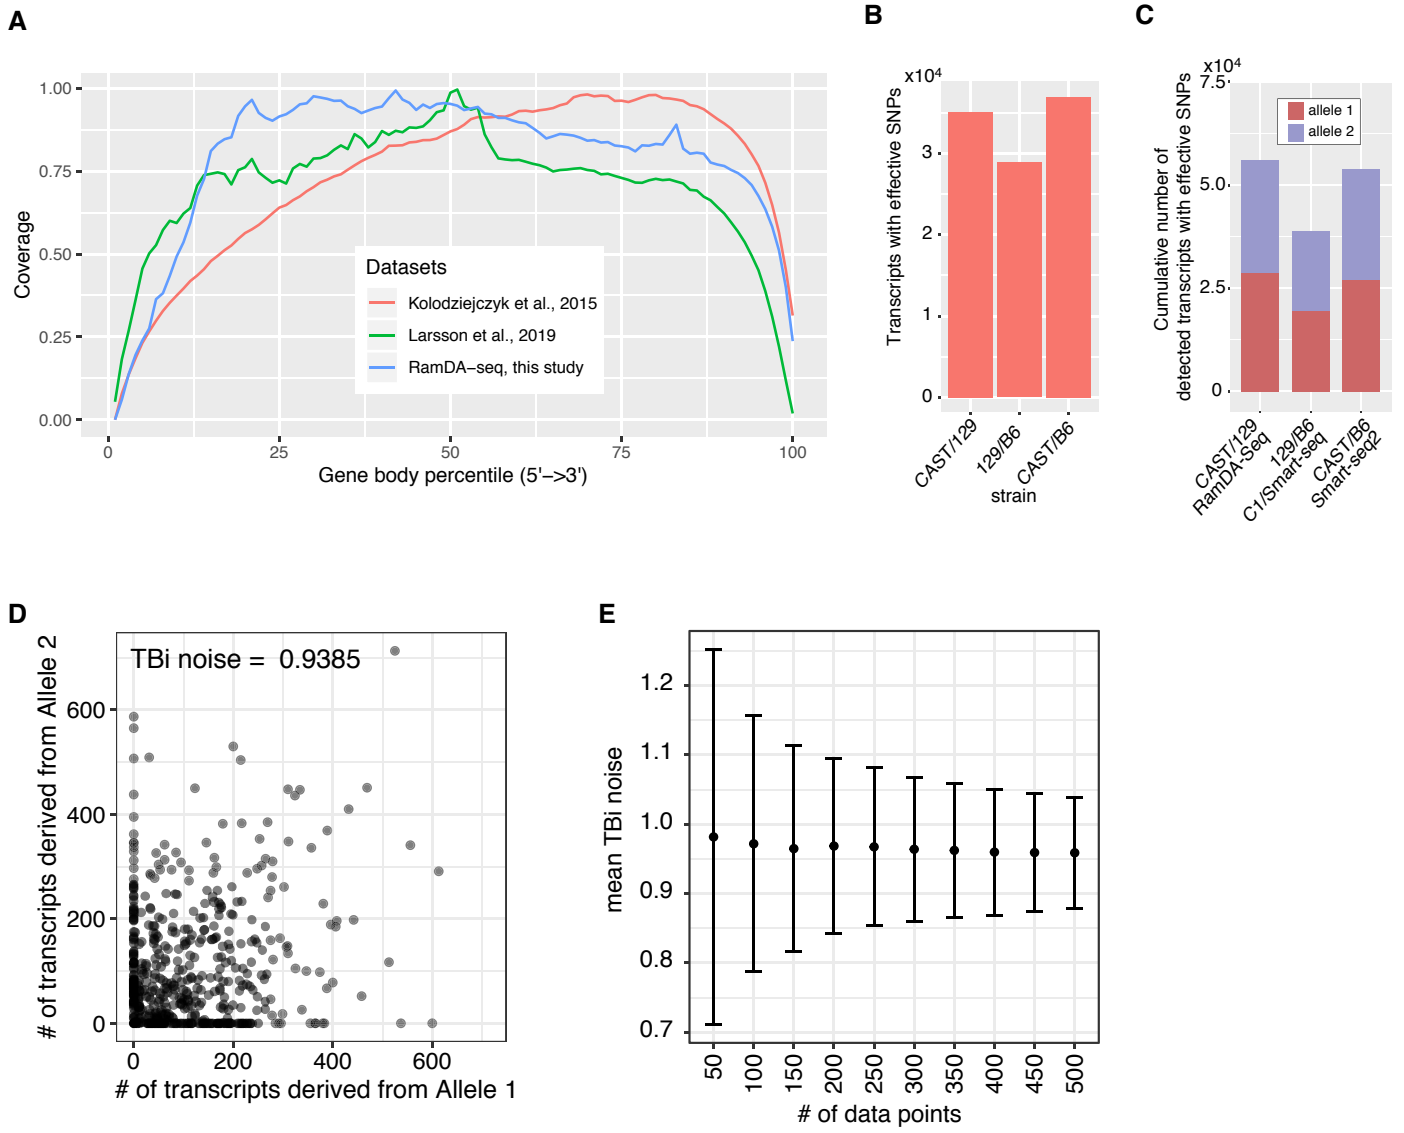 A
1.00
0.75
0.50
0.25
0.00
Coverage
0
25
50
75
100
Gene body percentile (5'−>3')
Datasets
Kolodziejczyk et al., 2015
Larsson et al., 2019
RamDA−seq, this study
B
x10⁴
3
2
1
0
Transcripts with effective SNPs
CAST/129
129/B6
CAST/B6
strain
C
x10⁴
7.5
5.0
2.5
0
Cumulative number of
detected transcripts with effective SNPs
allele 1
allele 2
CAST/129
RamDA-Seq
129/B6
C1/Smart-seq
CAST/B6
Smart-seq2
D
TBi noise = 0.9385
600
400
200
0
# of transcripts derived from Allele 2
0
200
400
600
# of transcripts derived from Allele 1
E
1.2
1.1
1.0
0.9
0.8
0.7
mean TBi noise
50
100
150
200
250
300
350
400
450
500
# of data points